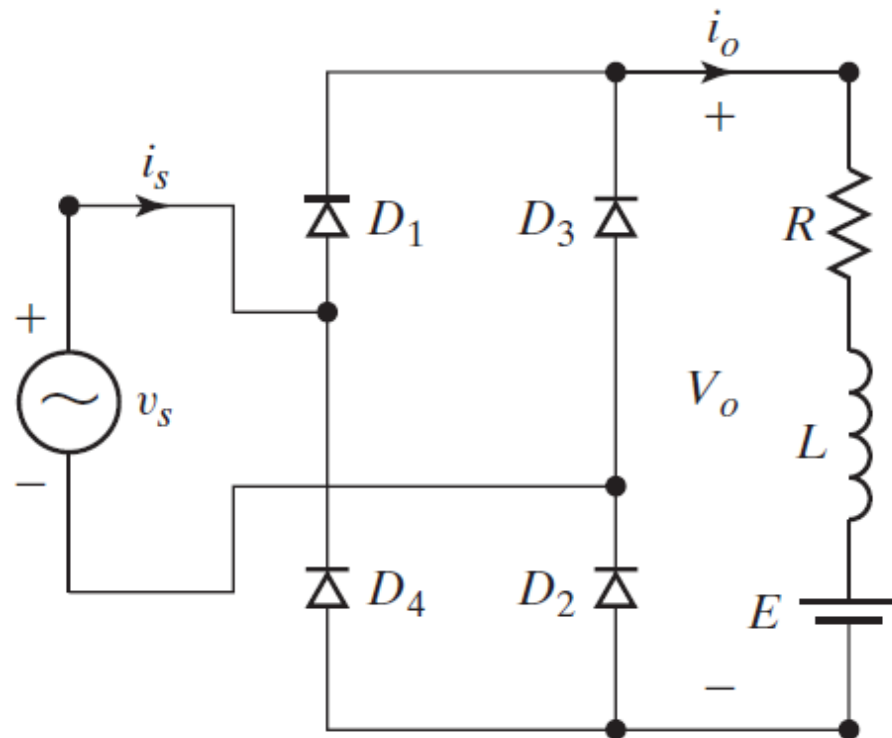 i_o
+
i_s
D_1
D_3
R
+
v_s
V_o
L
−
D_4
D_2
E
−